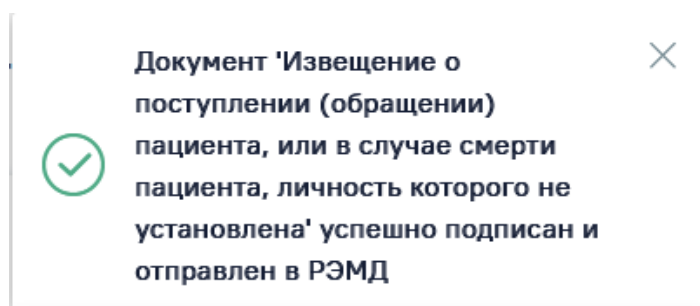 Документ 'Извещение о
поступлении (обращении)
пациента, или в случае смерти
пациента, личность которого не
установлена' успешно подписан и
отправлен в РЭМД